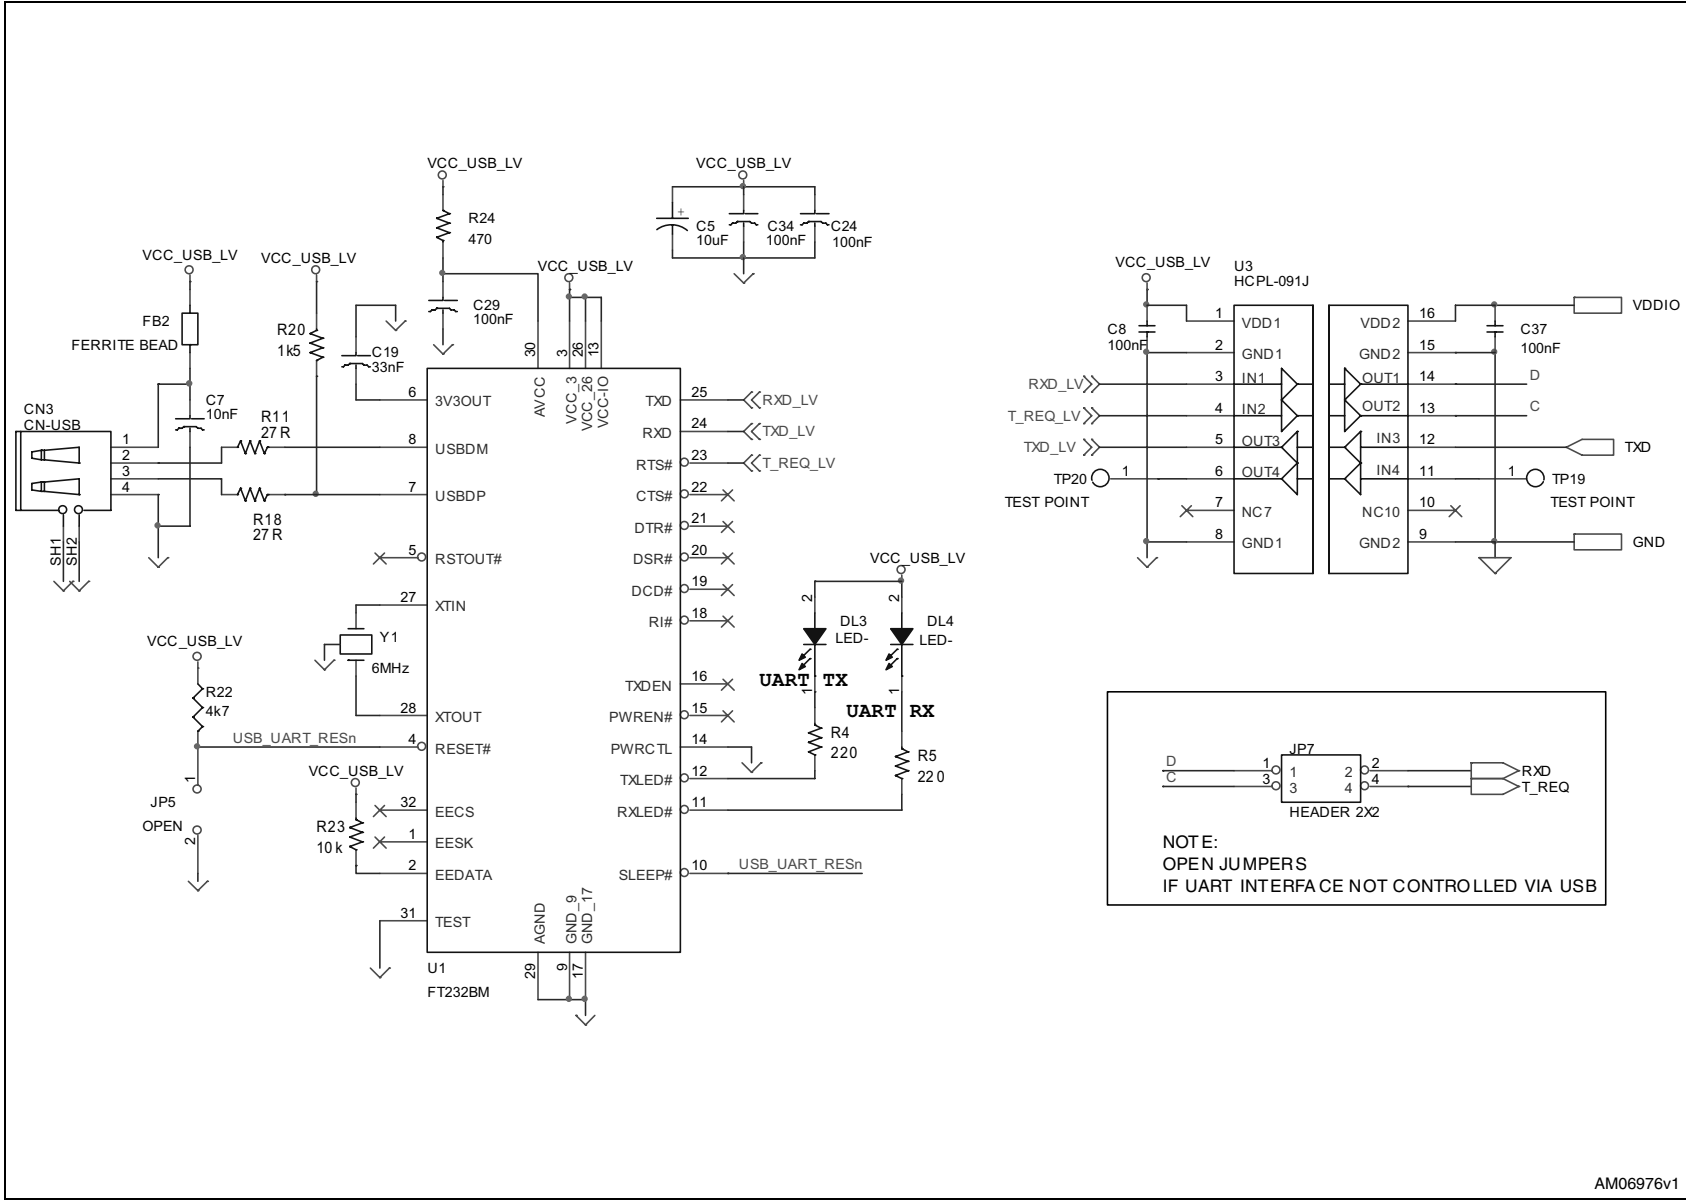 VCC_USB_LV
R24
470
C29
100nF
VCC_USB_LV
C5
10uF
+
C34
100nF
C24
100nF
VCC_USB_LV
FB2
FERRITE BEAD
C7
10nF
VCC_USB_LV
R20
1k5
C19
33nF
VCC_USB_LV
CN3
CN-USB
1
2
3
4
SH1
SH2
R11
27R
R18
27R
30
3
26
13
AVCC
VCC_3
VCC_26
VCC-IO
6
3V3OUT
8
USBDM
7
USBDP
5
RSTOUT#
27
XTIN
Y1
6MHz
28
XTOUT
VCC_USB_LV
R22
4k7
USB_UART_RESn
4
RESET#
1
JP5
OPEN
2
VCC_USB_LV
R23
10k
32
EECS
1
EESK
2
EEDATA
31
TEST
AGND
GND_9
GND_17
29
9
17
U1
FT232BM
TXD
25
RXD_LV
RXD
24
TXD_LV
RTS#
23
T_REQ_LV
CTS#
22
DTR#
21
DSR#
20
DCD#
19
RI#
18
TXDEN
16
PWREN#
15
PWRCTL
14
TXLED#
12
RXLED#
11
SLEEP#
10
USB_UART_RESn
VCC_USB_LV
2
2
DL3
LED-
DL4
LED-
UART TX
1
UART RX
1
R4
220
R5
220
VCC_USB_LV
U3
HCPL-091J
C8
100nF
1
VDD1
2
GND1
RXD_LV
3
IN1
T_REQ_LV
4
IN2
TXD_LV
5
OUT3
TP20
1
6
OUT4
TEST POINT
7
NC7
8
GND1
VDD2
16
VDDIO
GND2
15
C37
100nF
OUT1
14
D
OUT2
13
C
IN3
12
TXD
IN4
11
1
TP19
TEST POINT
NC10
10
GND2
9
GND
JP7
D
1
1
2
2
RXD
C
3
3
4
4
T_REQ
HEADER 2X2
NOTE:
OPEN JUMPERS
IF UART INTERFACE NOT CONTROLLED VIA USB
AM06976v1